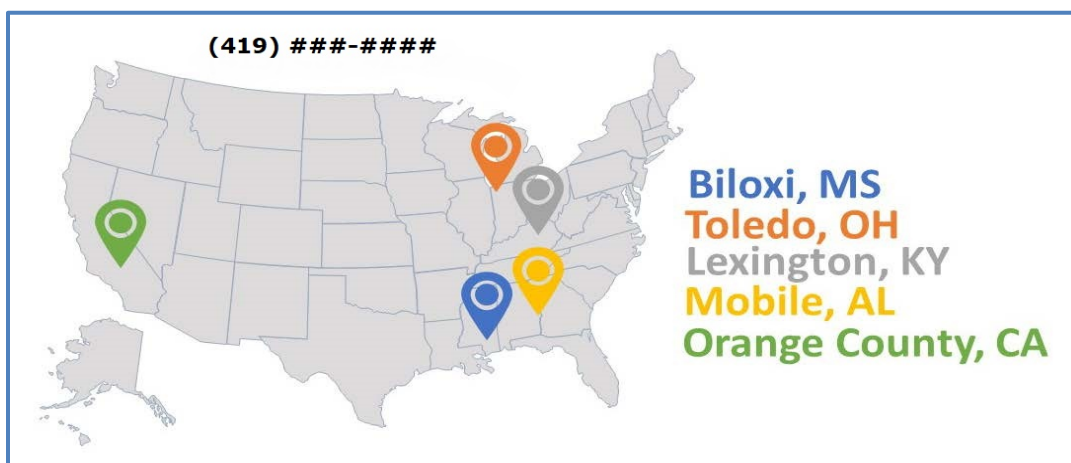 (419) ###-####
Biloxi, MS
Toledo, OH
Lexington, KY
Mobile, AL
Orange County, CA